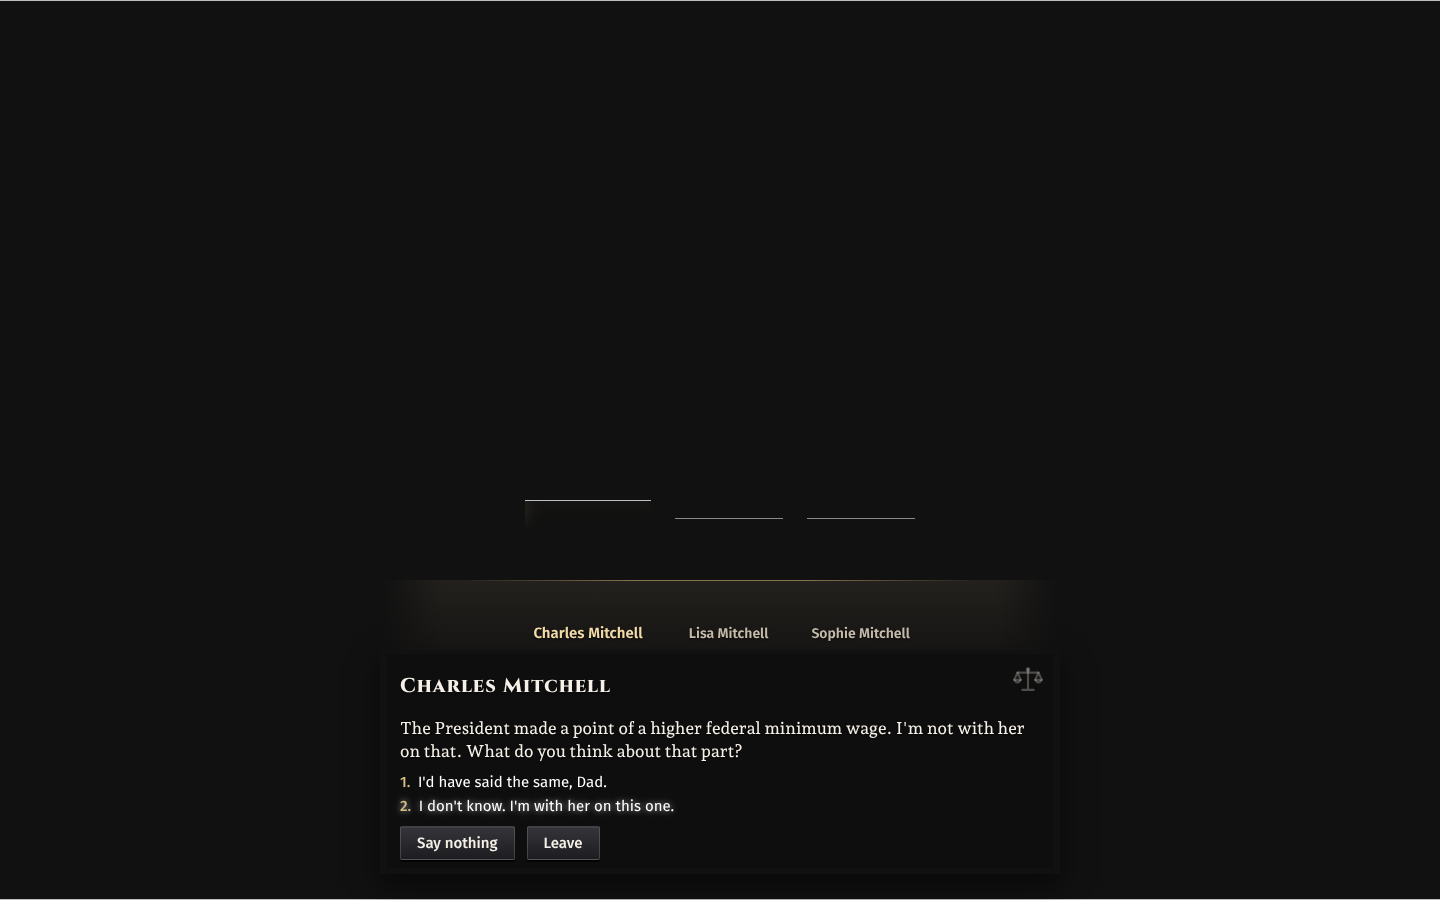 Charles Mitchell
Lisa Mitchell
Sophie Mitchell
Charles Mitchell
The President made a point of a higher federal minimum wage. I'm not with her
on that. What do you think about that part?
1. I'd have said the same, Dad.
2. I don't know. I'm with her on this one.
Say nothing
Leave